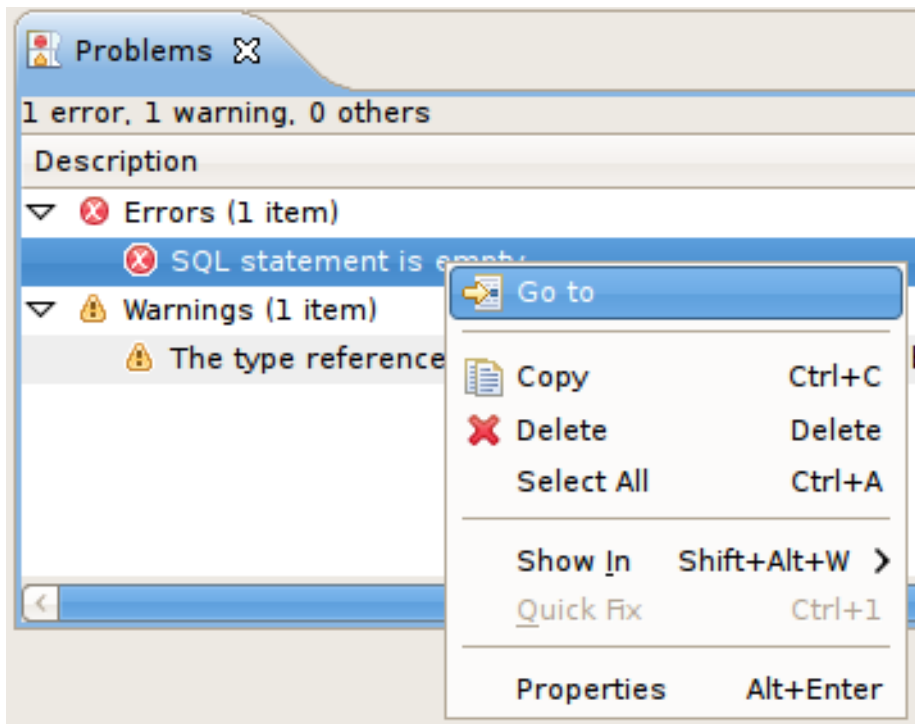 Problems
1 error, 1 warning, 0 others
Description
Errors (1 item)
SQL statement is empty
Go to
Warnings (1 item)
The type reference
Copy Ctrl+C
Delete Delete
Select All Ctrl+A
Show In Shift+Alt+W
Quick Fix Ctrl+1
Properties Alt+Enter